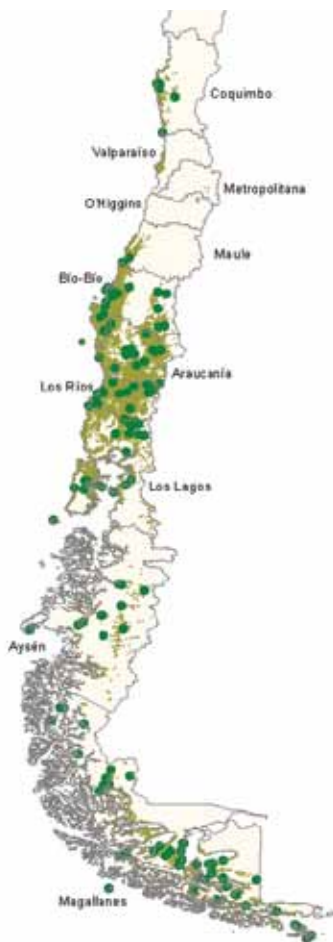 Coquimbo
Valparaíso
Metropolitana
O'Higgins
Maule
Bío-Bío
Araucanía
Los Ríos
Los Lagos
Aysén
Magallanes